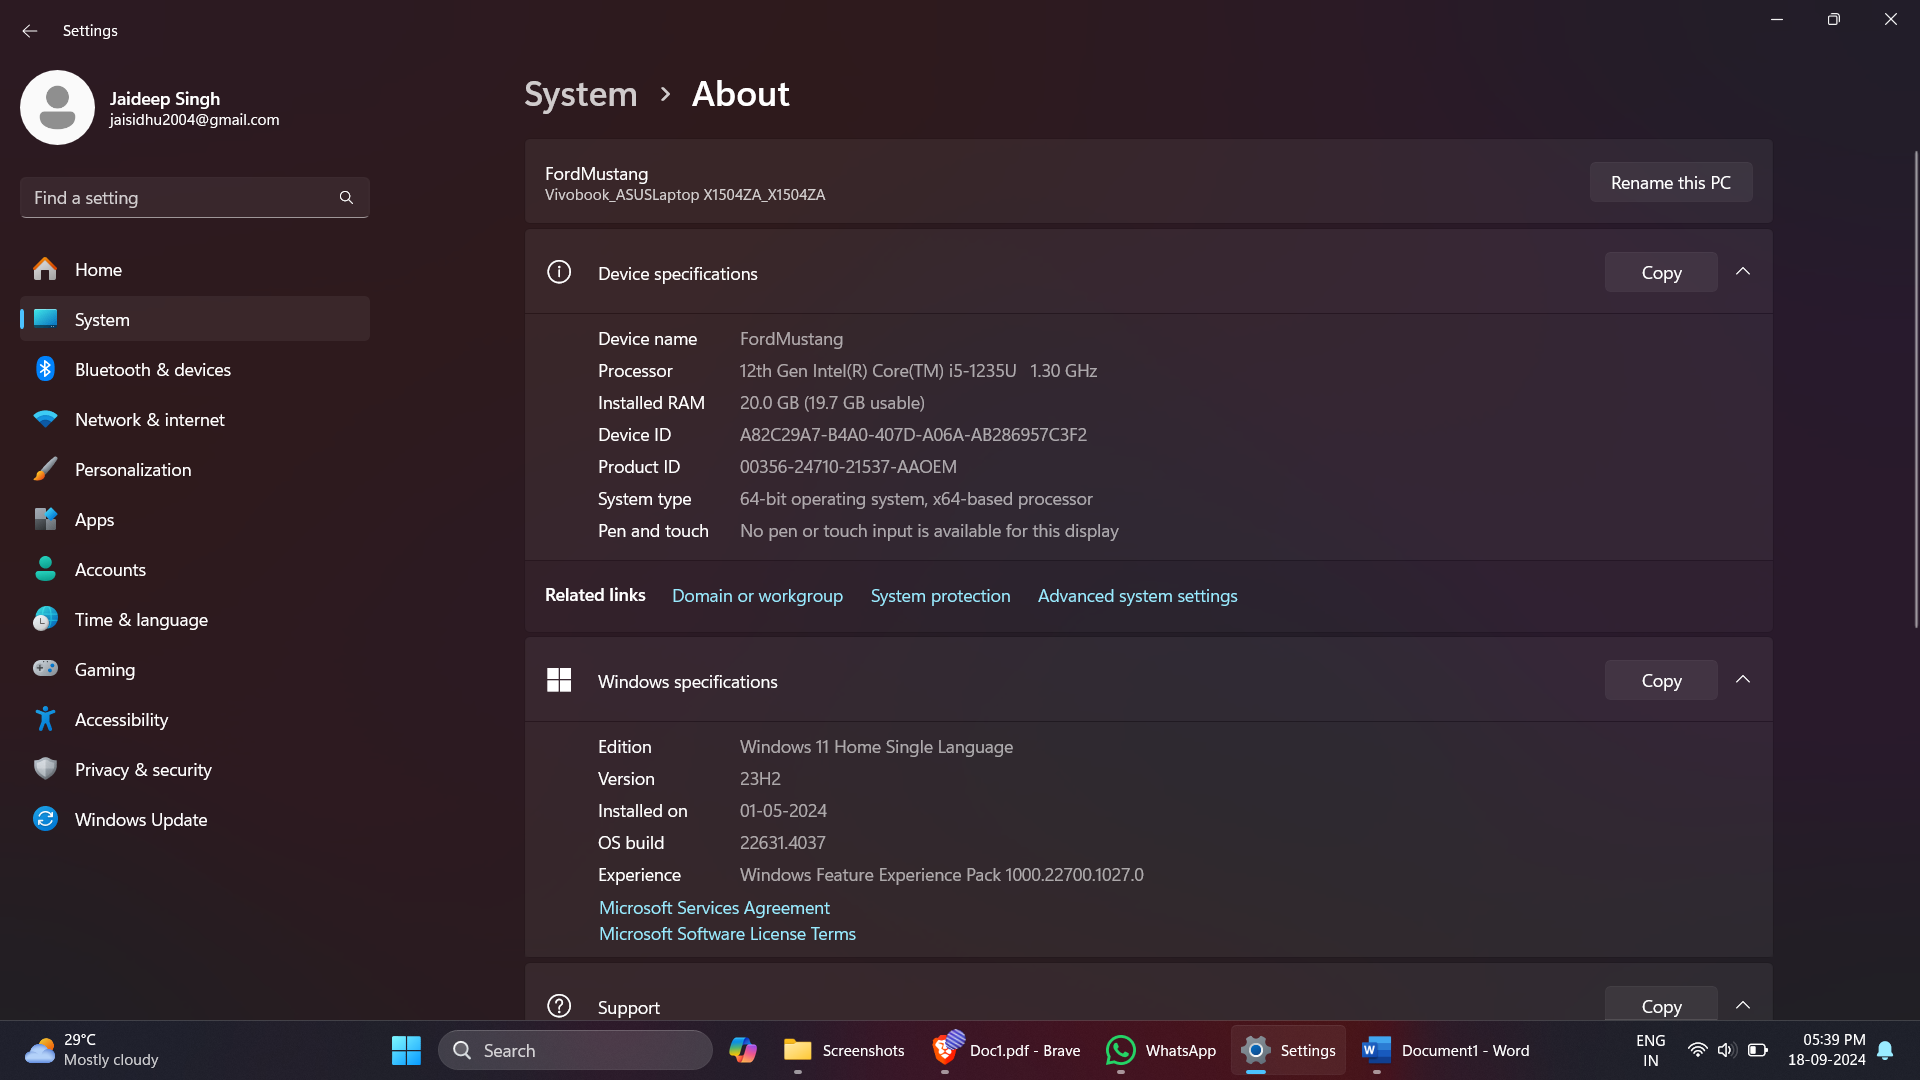 Settings
Jaideep Singh
jaisidhu2004@gmail.com
Find a setting
Home
System
Bluetooth & devices
Network & internet
Personalization
Apps
Accounts
Time & language
Gaming
Accessibility
Privacy & security
Windows Update
System > About
FordMustang
Vivobook_ASUSLaptop X1504ZA_X1504ZA
Rename this PC
Device specifications
Copy
Device name FordMustang
Processor 12th Gen Intel(R) Core(TM) i5-1235U 1.30 GHz
Installed RAM 20.0 GB (19.7 GB usable)
Device ID A82C29A7-B4A0-407D-A06A-AB286957C3F2
Product ID 00356-24710-21537-AAOEM
System type 64-bit operating system, x64-based processor
Pen and touch No pen or touch input is available for this display
Related links Domain or workgroup System protection Advanced system settings
Windows specifications
Copy
Edition Windows 11 Home Single Language
Version 23H2
Installed on 01-05-2024
OS build 22631.4037
Experience Windows Feature Experience Pack 1000.22700.1027.0
Microsoft Services Agreement
Microsoft Software License Terms
Support
Copy
29°C
Mostly cloudy
Search
Screenshots
Doc1.pdf - Brave
WhatsApp
Settings
Document1 - Word
ENG
IN
05:39 PM
18-09-2024